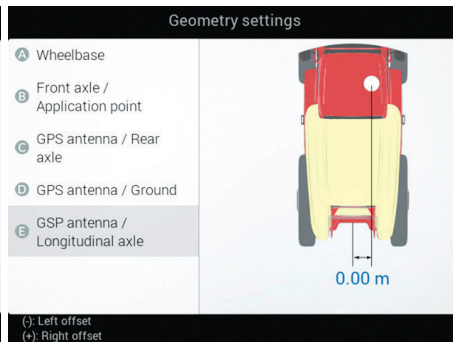 Geometry settings
A Wheelbase
B Front axle /
Application point
C GPS antenna / Rear
axle
D GPS antenna / Ground
E GSP antenna /
Longitudinal axle
0.00 m
(-): Left offset
(+): Right offset